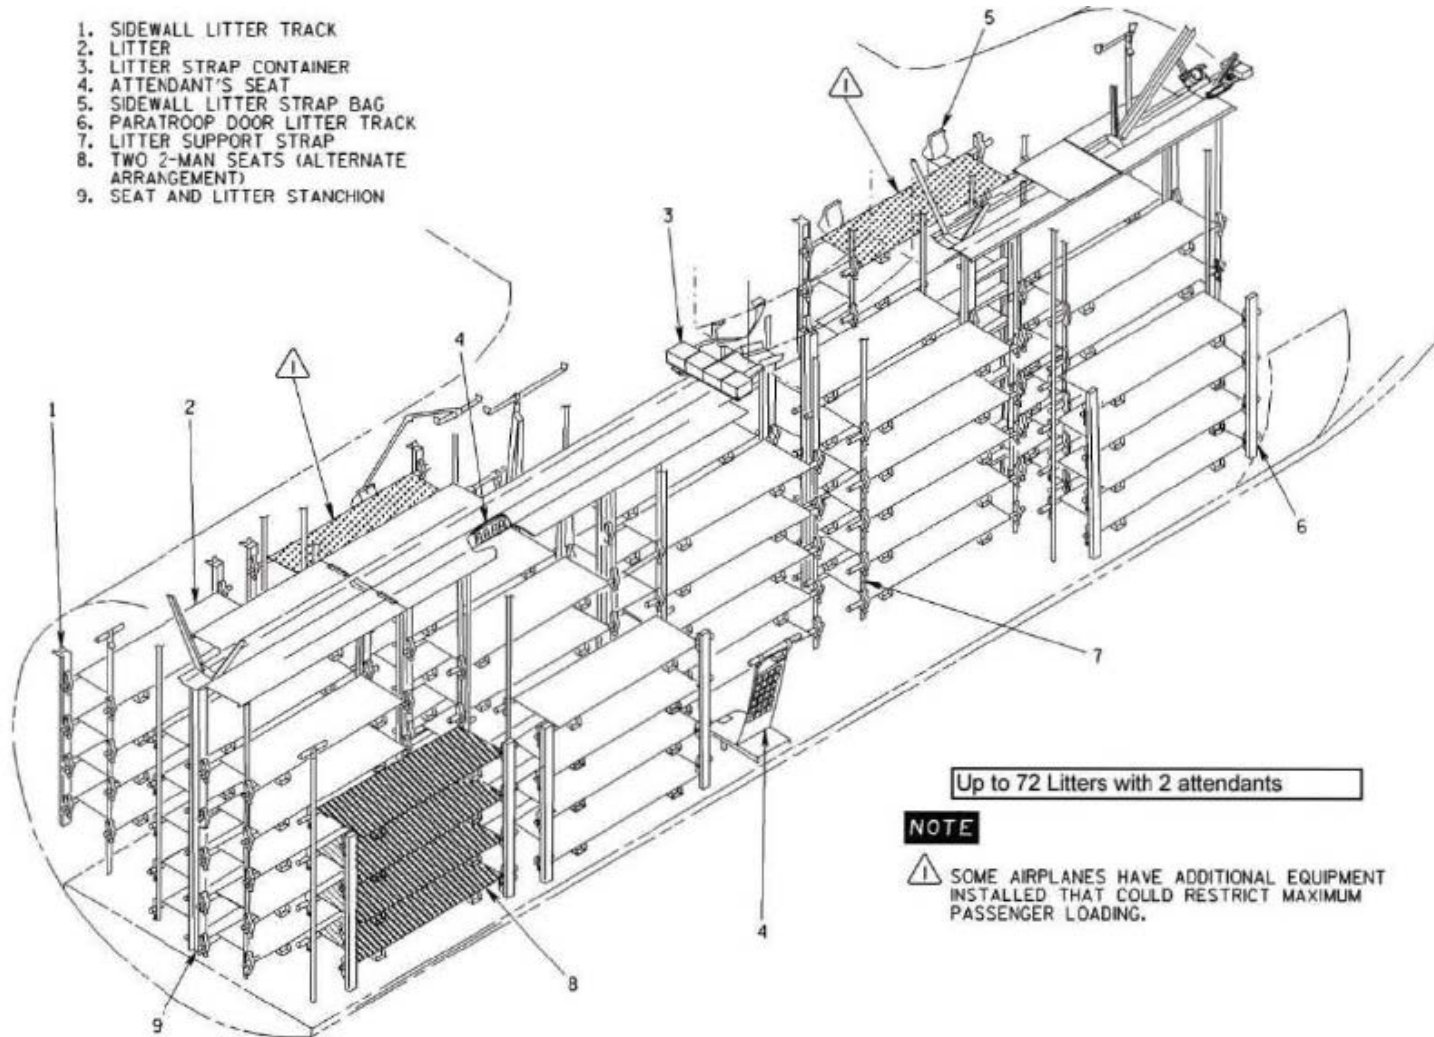 1. SIDEWALL LITTER TRACK
2. LITTER
3. LITTER STRAP CONTAINER
4. ATTENDANT'S SEAT
5. SIDEWALL LITTER STRAP BAG
6. PARATROOP DOOR LITTER TRACK
7. LITTER SUPPORT STRAP
8. TWO 2-MAN SEATS (ALTERNATE
ARRANGEMENT)
9. SEAT AND LITTER STANCHION
5
1
3
4
1
1
2
6
7
4
8
9
Up to 72 Litters with 2 attendants
NOTE
1 SOME AIRPLANES HAVE ADDITIONAL EQUIPMENT
INSTALLED THAT COULD RESTRICT MAXIMUM
PASSENGER LOADING.